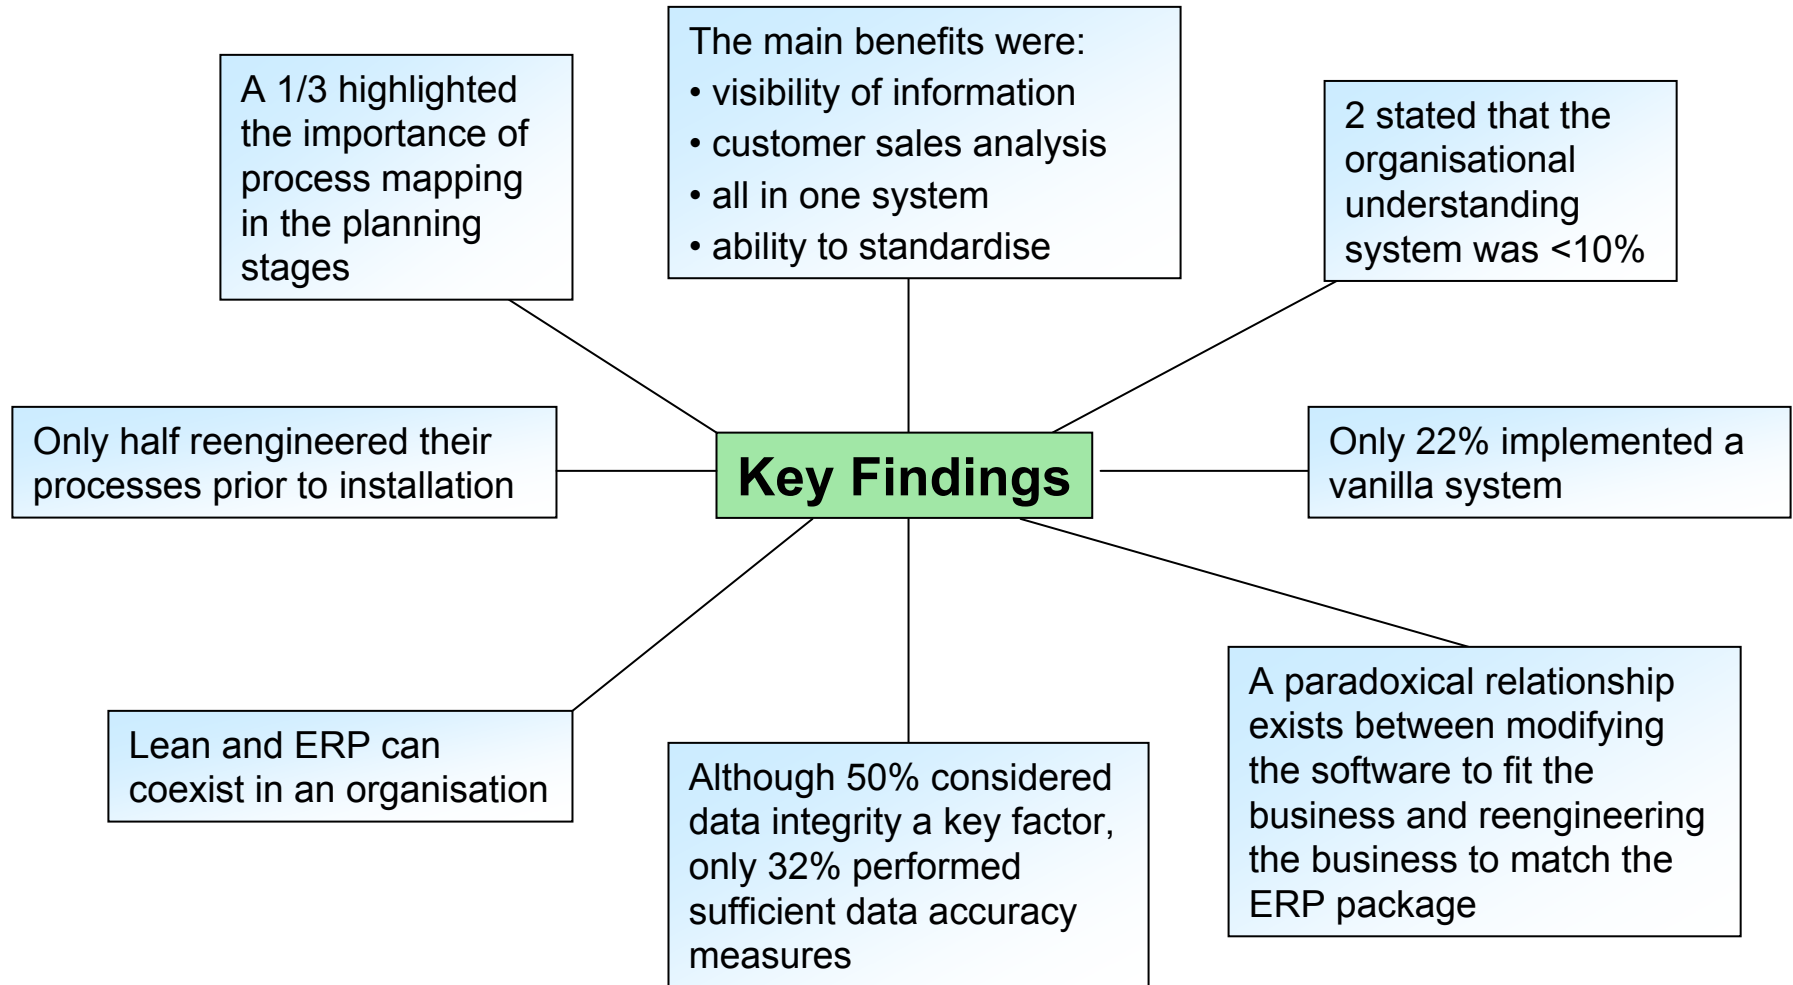 The main benefits were:
• visibility of information
• customer sales analysis
• all in one system
• ability to standardise
A 1/3 highlighted
the importance of
process mapping
in the planning
stages
2 stated that the
organisational
understanding
system was <10%
Only half reengineered their
processes prior to installation
Key Findings
Only 22% implemented a
vanilla system
Lean and ERP can
coexist in an organisation
Although 50% considered
data integrity a key factor,
only 32% performed
sufficient data accuracy
measures
A paradoxical relationship
exists between modifying
the software to fit the
business and reengineering
the business to match the
ERP package